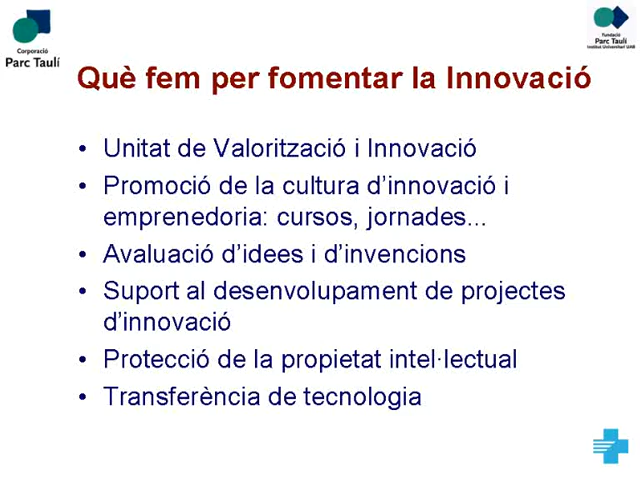 Corporació
Parc Taulí
Fundació
Parc Taulí
Institut Universitari UAB
Què fem per fomentar la Innovació
• Unitat de Valorització i Innovació
• Promoció de la cultura d'innovació i
emprenedoria: cursos, jornades...
• Avaluació d'idees i d'invencions
• Suport al desenvolupament de projectes
d'innovació
• Protecció de la propietat intel·lectual
• Transferència de tecnologia